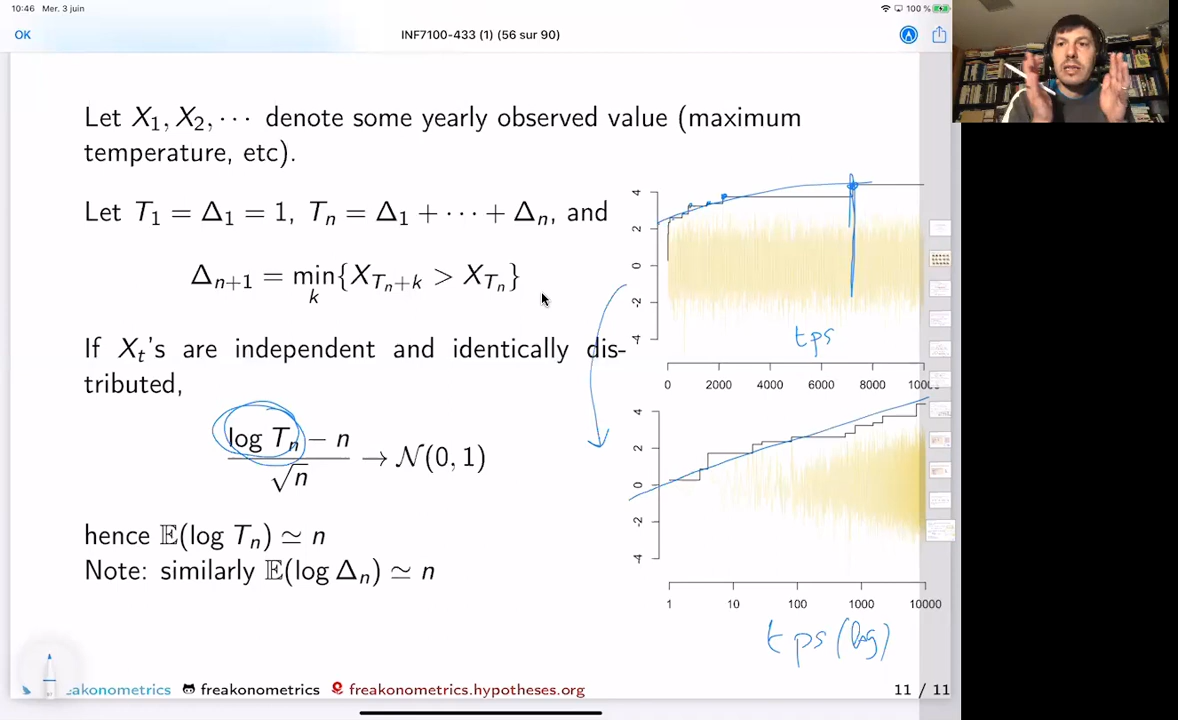 10:46 Mer. 3 juin
100 %
OK
INF7100-433 (1) (56 sur 90)
Let X₁, X₂, ⋯ denote some yearly observed value (maximum
temperature, etc).
Let T₁ = Δ₁ = 1, Tₙ = Δ₁ + ⋯ + Δₙ, and
Δₙ₊₁ = min{X_{Tₙ+k} > X_{Tₙ}}
k
If Xₜ's are independent and identically dis-
tributed,
log Tₙ − n
√n
→ N(0, 1)
hence 𝔼(log Tₙ) ≃ n
Note: similarly 𝔼(log Δₙ) ≃ n
4
2
0
-2
-4
tps
0 2000 4000 6000 8000
4
2
0
-2
-4
1 10 100 1000 10000
tps (log)
akonometrics freakonometrics freakonometrics.hypotheses.org
11 / 11